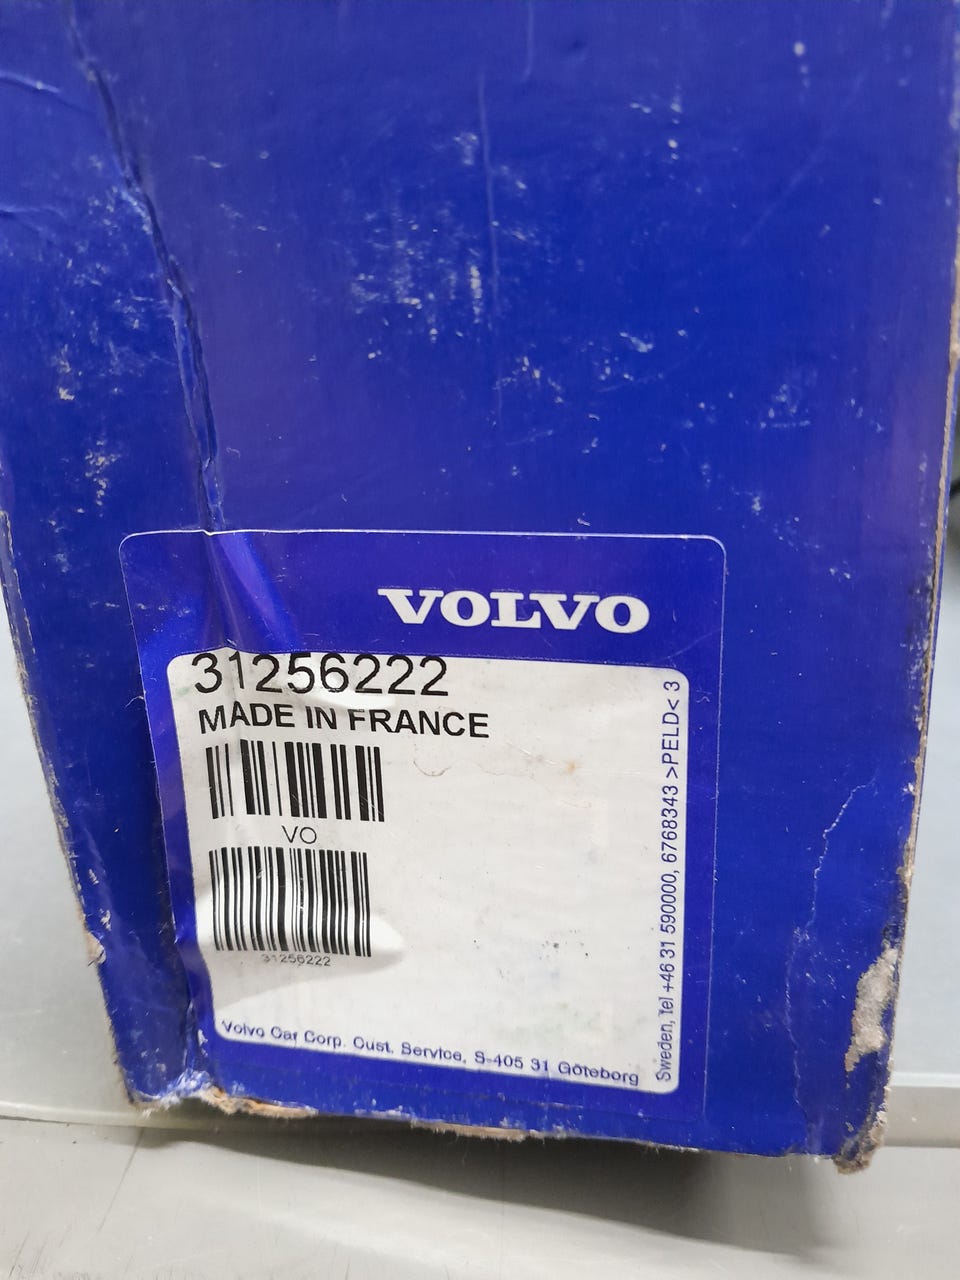 VOLVO
31256222
MADE IN FRANCE
VO
31256222
Volvo Car Corp. Cust. Service, S-405 31 Göteborg
Sweden, Tel +46 31 590000, 6768343 >PELD< 3